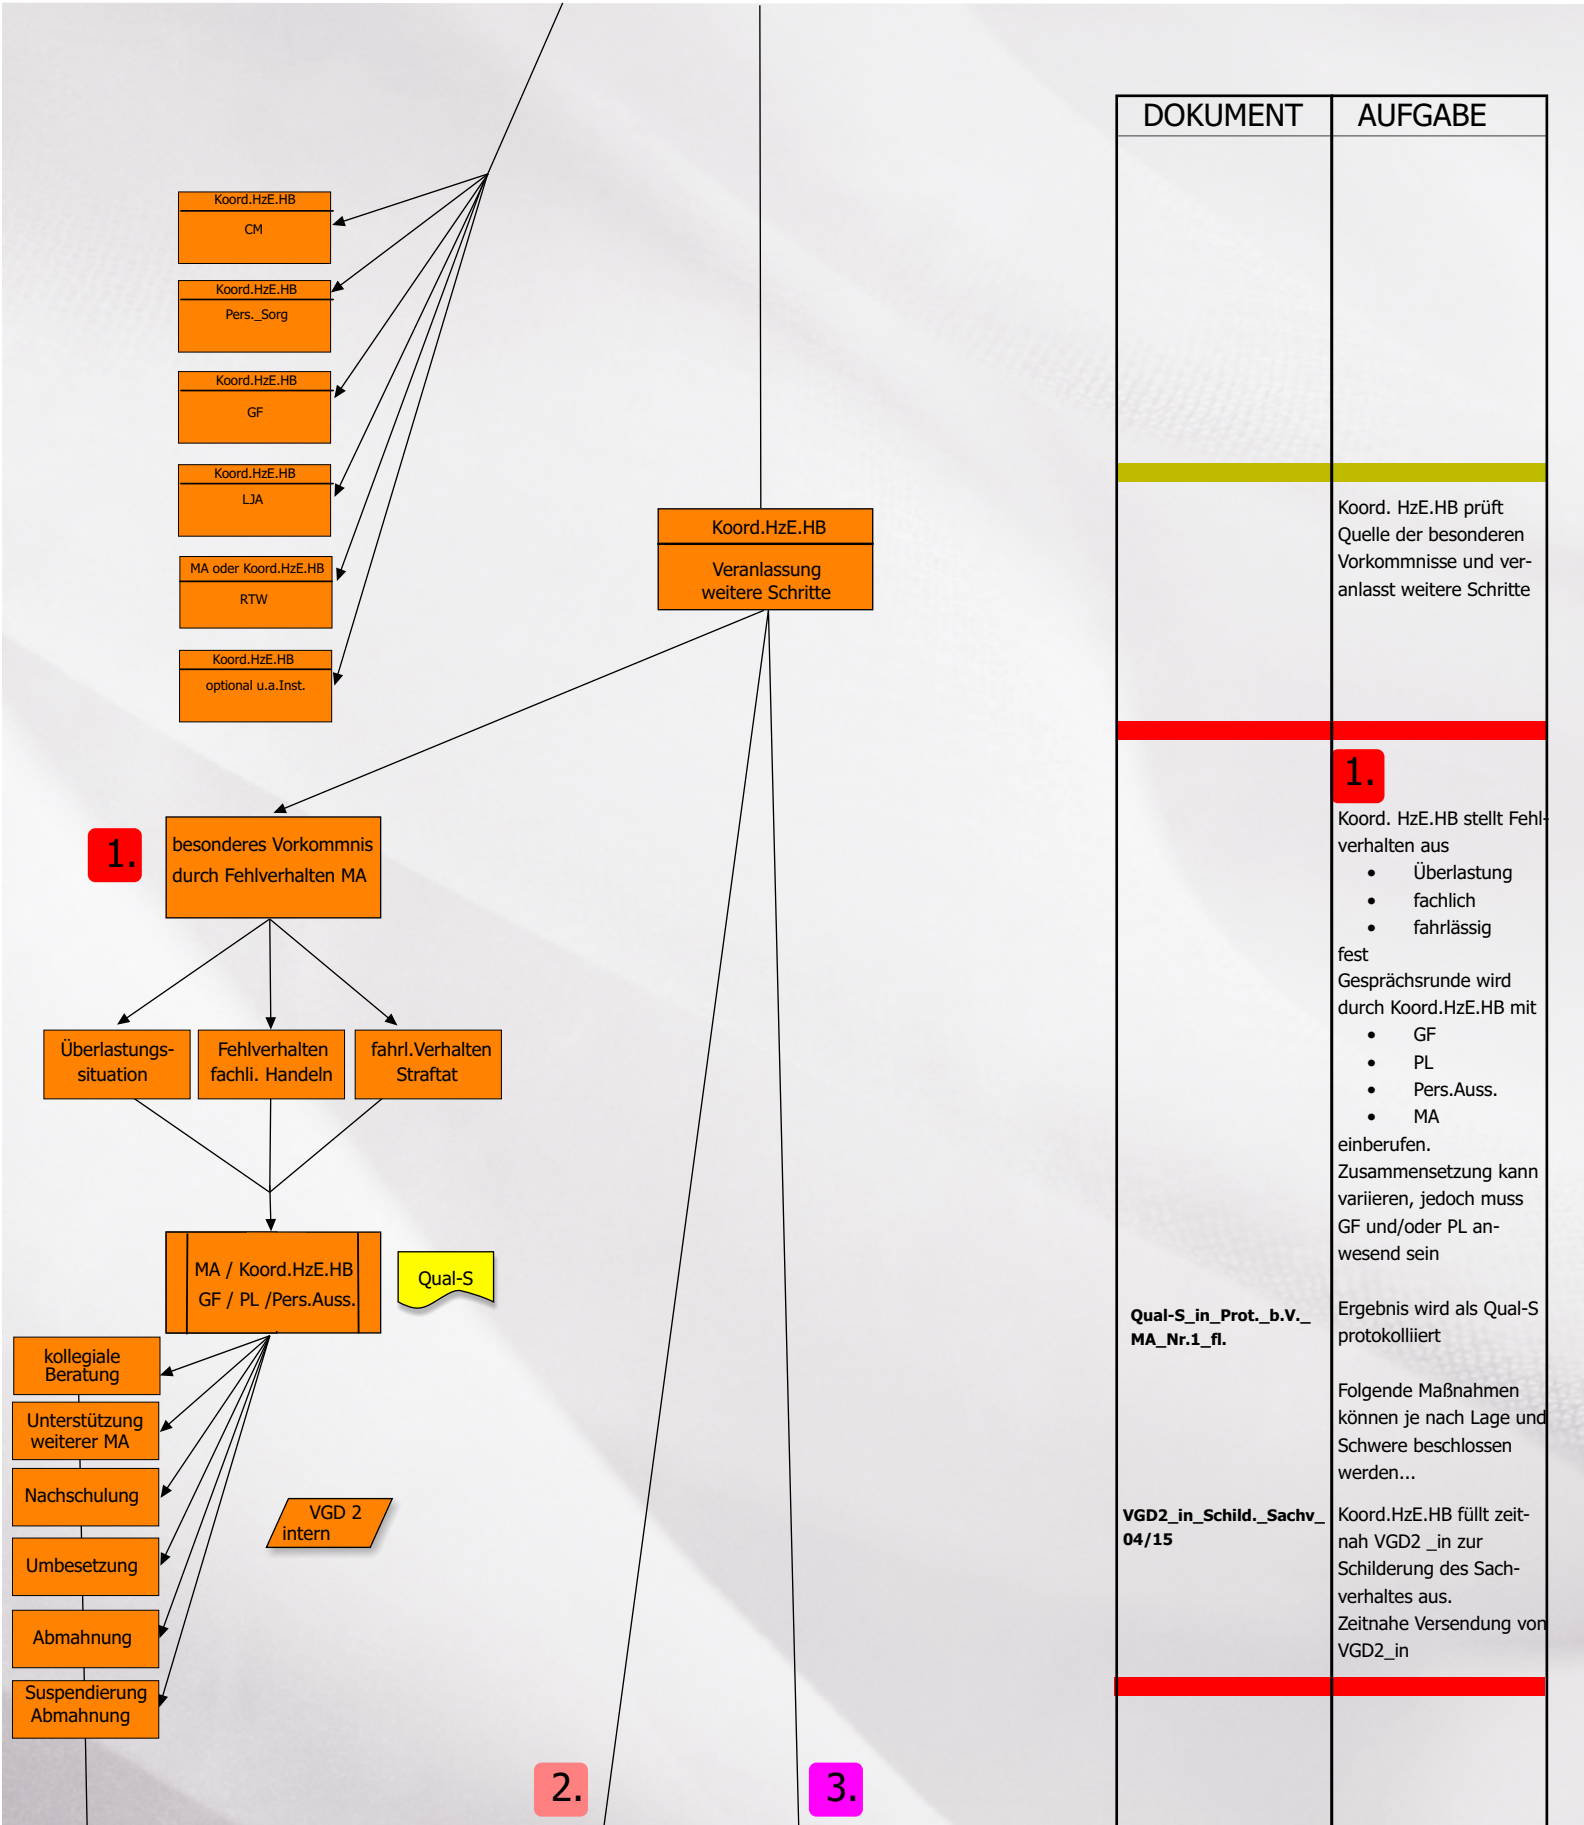 DOKUMENT
AUFGABE
Koord.HzE.HB
CM
Koord.HzE.HB
Pers._Sorg
Koord.HzE.HB
GF
Koord.HzE.HB
LJA
MA oder Koord.HzE.HB
RTW
Koord.HzE.HB
optional u.a.Inst.
Koord.HzE.HB
Veranlassung
weitere Schritte
Koord. HzE.HB prüft
Quelle der besonderen
Vorkommnisse und ver-
anlasst weitere Schritte
1.
besonderes Vorkommnis
durch Fehlverhalten MA
Überlastungs-
situation
Fehlverhalten
fachli. Handeln
fahrl.Verhalten
Straftat
MA / Koord.HzE.HB
GF / PL /Pers.Auss.
Qual-S
kollegiale
Beratung
Unterstützung
weiterer MA
Nachschulung
Umbesetzung
Abmahnung
Suspendierung
Abmahnung
VGD 2
intern
2.
3.
1.
Koord. HzE.HB stellt Fehl-
verhalten aus
• Überlastung
• fachlich
• fahrlässig
fest
Gesprächsrunde wird
durch Koord.HzE.HB mit
• GF
• PL
• Pers.Auss.
• MA
einberufen.
Zusammensetzung kann
variieren, jedoch muss
GF und/oder PL an-
wesend sein
Qual-S_in_Prot._b.V._
MA_Nr.1_fl.
Ergebnis wird als Qual-S
protokolliiert
Folgende Maßnahmen
können je nach Lage und
Schwere beschlossen
werden...
VGD2_in_Schild._Sachv_
04/15
Koord.HzE.HB füllt zeit-
nah VGD2 _in zur
Schilderung des Sach-
verhaltes aus.
Zeitnahe Versendung von
VGD2_in